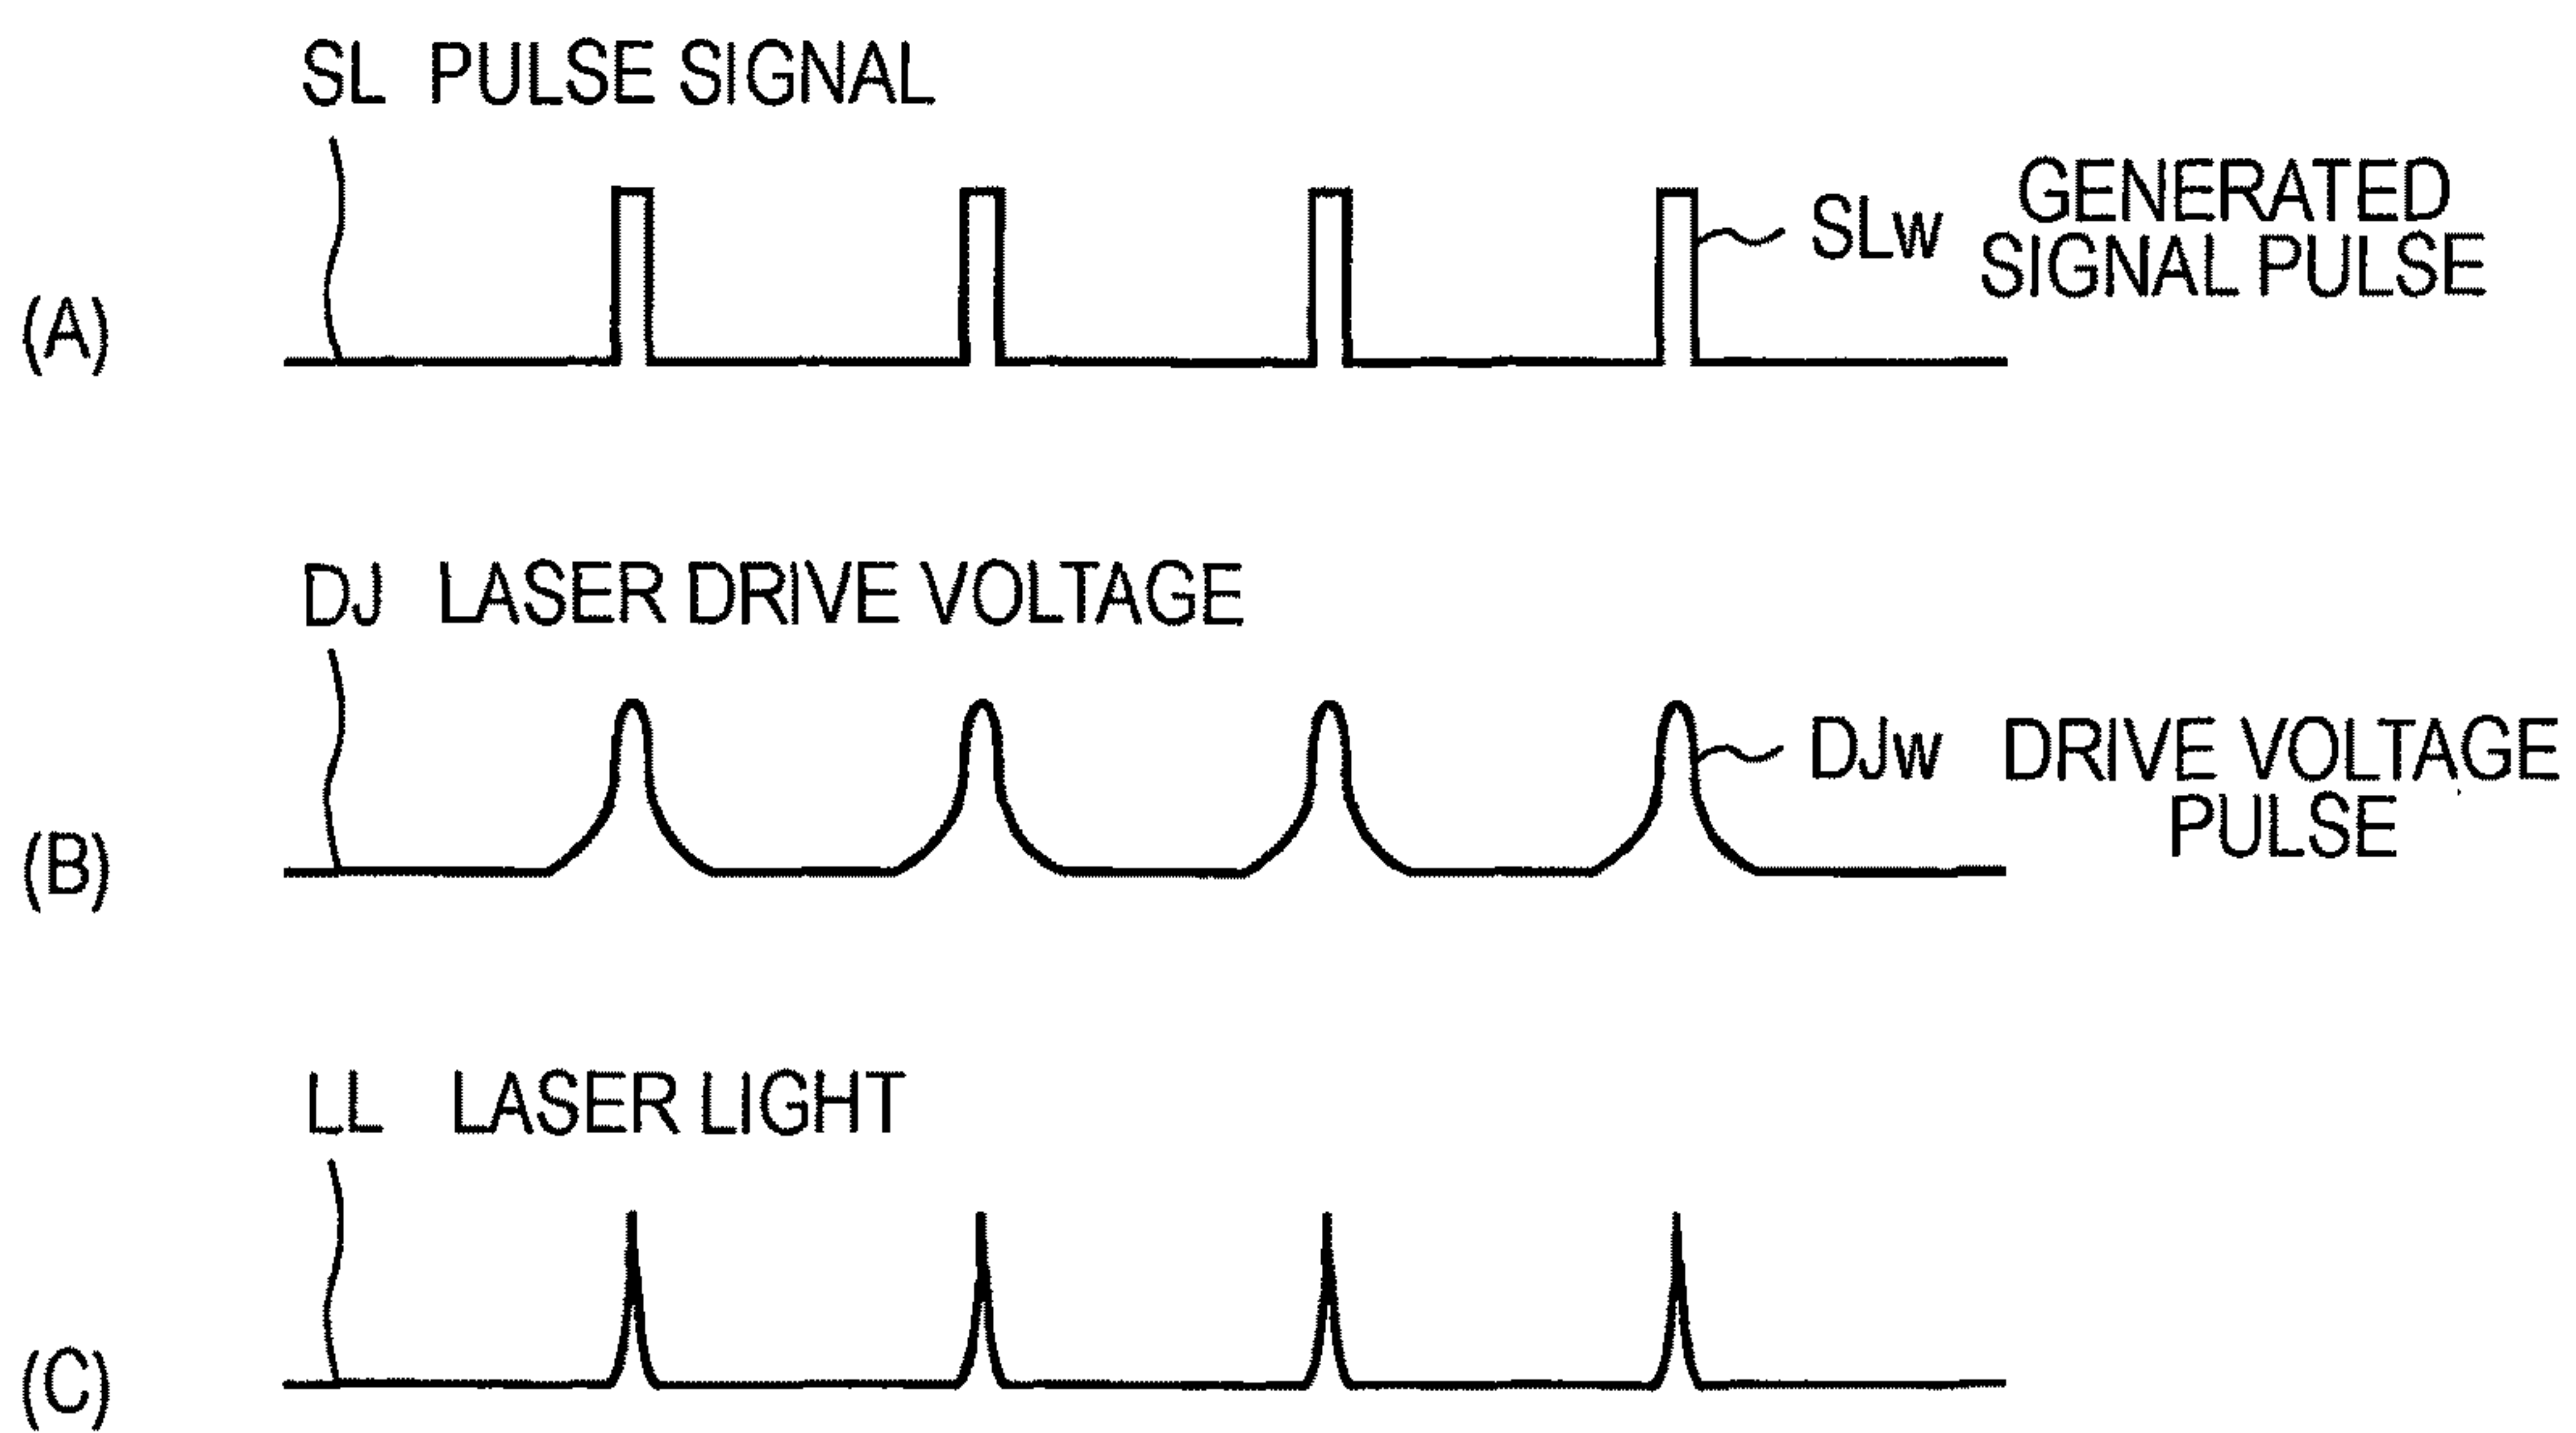 SL PULSE SIGNAL
(A)
SLw GENERATED
SIGNAL PULSE
DJ LASER DRIVE VOLTAGE
(B)
DJw DRIVE VOLTAGE
PULSE
LL LASER LIGHT
(C)